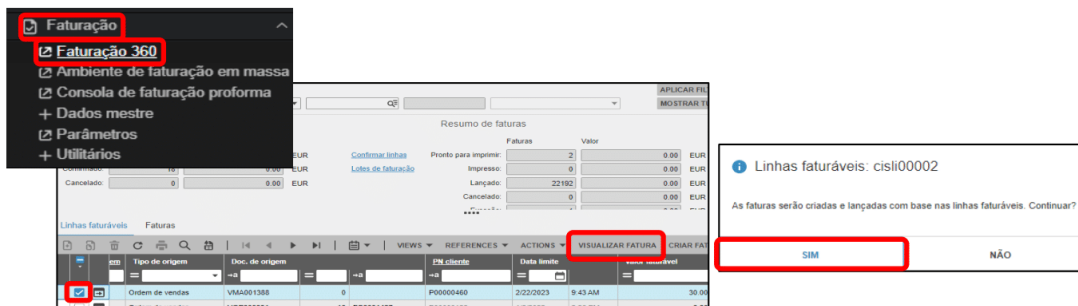 Faturação
Faturação 360
Ambiente de faturação em massa
Consola de faturação proforma
+ Dados mestre
Parâmetros
+ Utilitários
APLICAR FIL
MOSTRAR T
Resumo de faturas
Faturas Valor
EUR Confirmar linhas Pronto para imprimir: 2 0.00 EUR
Confirmado: 18 0.00 EUR Lotes de faturação Impresso: 0 0.00 EUR
Cancelado: 0 0.00 EUR Lançado: 22192 0.00 EUR
Cancelado: 0 0.00 EUR
Linhas faturáveis Faturas
VIEWS REFERENCES ACTIONS VISUALIZAR FATURA CRIAR FAT
em Tipo de origem Doc. de origem PN cliente Data limite Valor faturável
Ordem de vendas VMA001388 0 P00000460 2/22/2023 9:43 AM 30.00
Linhas faturáveis: cisli00002
As faturas serão criadas e lançadas com base nas linhas faturáveis. Continuar?
SIM NÃO